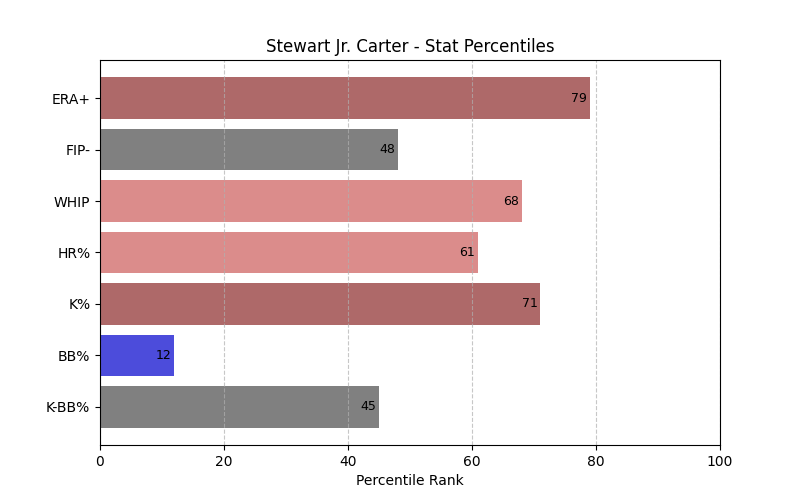 Stewart Jr. Carter - Stat Percentiles
ERA+ 79
FIP- 48
WHIP 68
HR% 61
K% 71
BB% 12
K-BB% 45
0 20 40 60 80 100
Percentile Rank